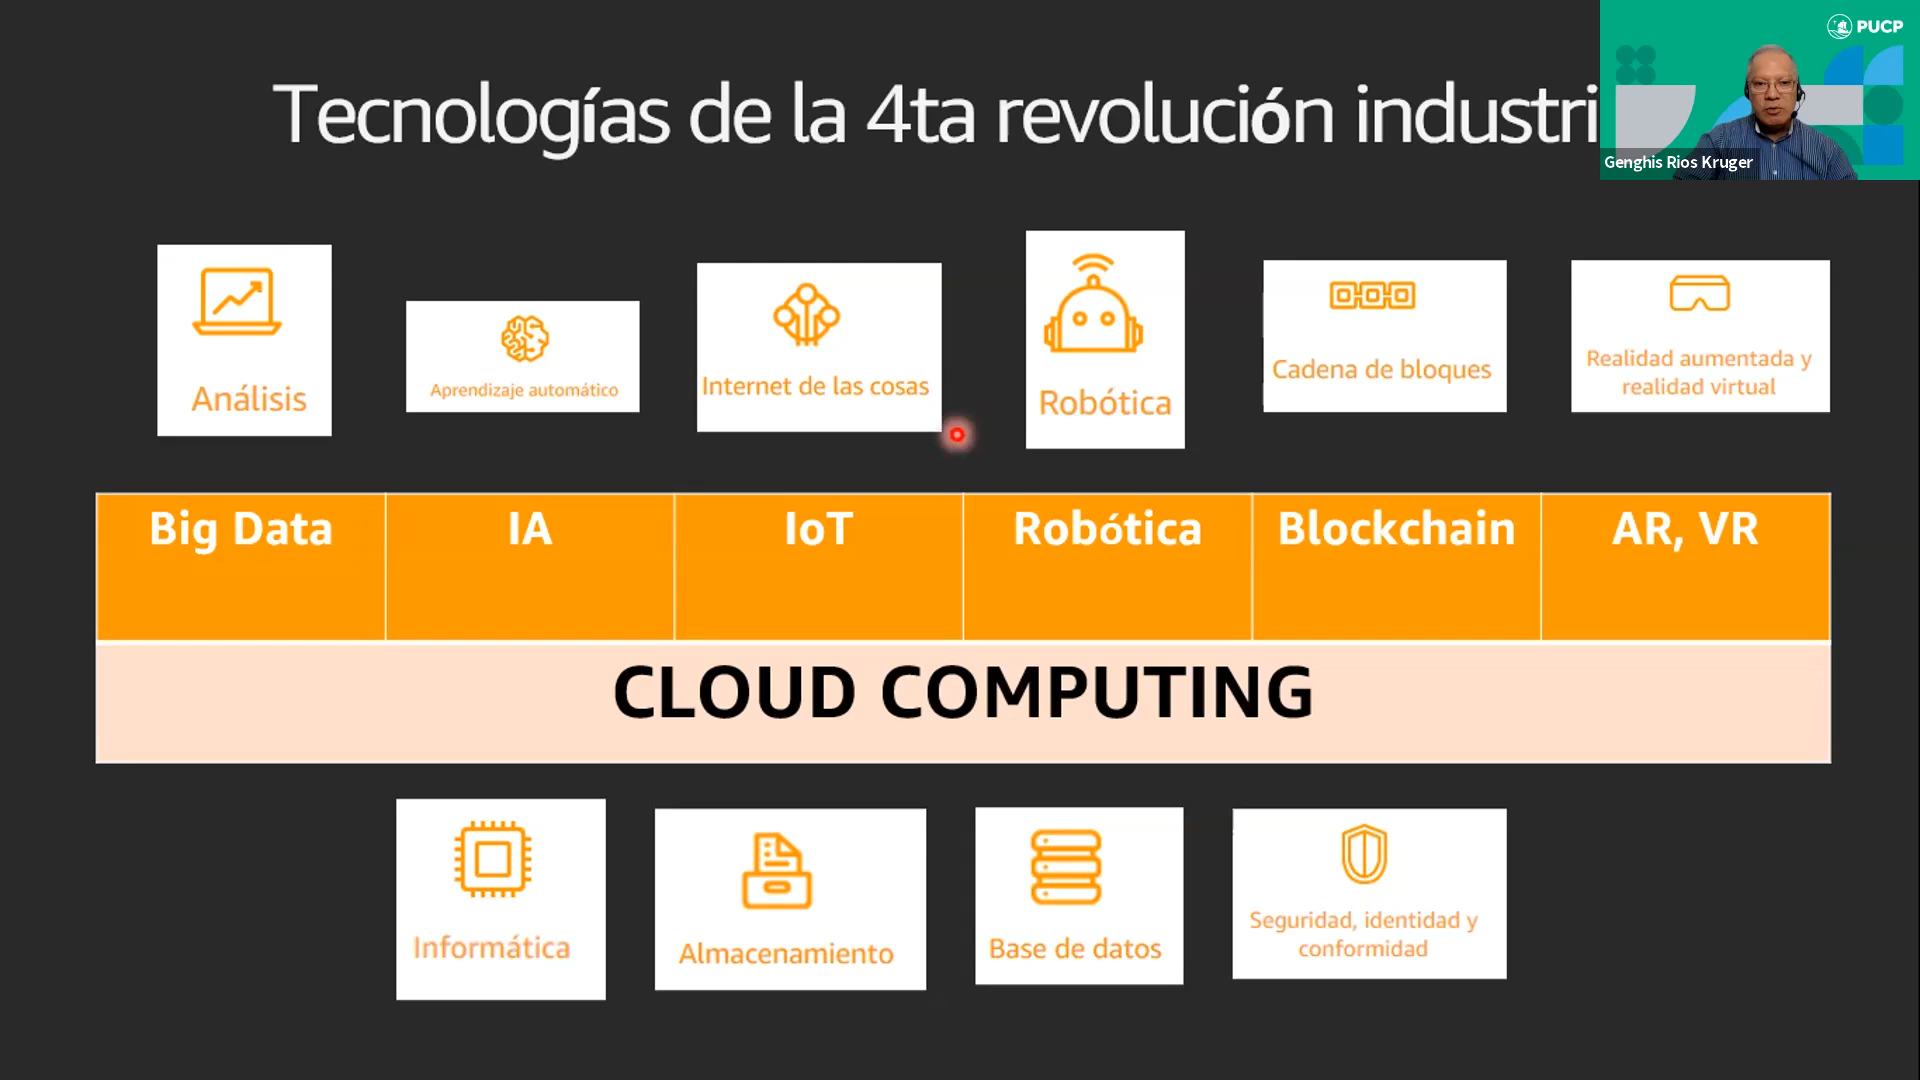 PUCP
Tecnologías de la 4ta revolución industri
Genghis Rios Kruger
Análisis
Aprendizaje automático
Internet de las cosas
Robótica
Cadena de bloques
Realidad aumentada y
realidad virtual
Big Data
IA
IoT
Robótica
Blockchain
AR, VR
CLOUD COMPUTING
Informática
Almacenamiento
Base de datos
Seguridad, identidad y
conformidad